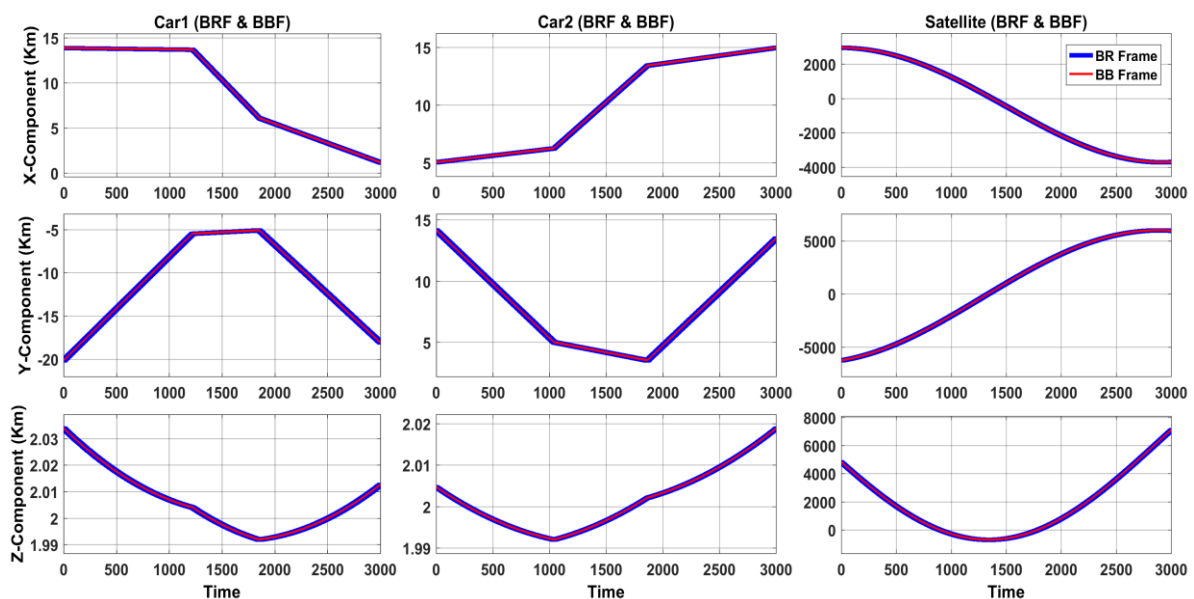 Car1 (BRF & BBF) Car2 (BRF & BBF) Satellite (BRF & BBF)
X-Component (Km)
15
10
5
0
0 500 1000 1500 2000 2500 3000
15
10
5
0 500 1000 1500 2000 2500 3000
2000
0
-2000
-4000
0 500 1000 1500 2000 2500 3000
BR Frame
BB Frame
Y-Component (Km)
-5
-10
-15
-20
0 500 1000 1500 2000 2500 3000
15
10
5
0 500 1000 1500 2000 2500 3000
5000
0
-5000
0 500 1000 1500 2000 2500 3000
Z-Component (Km)
2.03
2.02
2.01
2
1.99
0 500 1000 1500 2000 2500 3000
Time
2.02
2.01
2
1.99
0 500 1000 1500 2000 2500 3000
Time
8000
6000
4000
2000
0
0 500 1000 1500 2000 2500 3000
Time